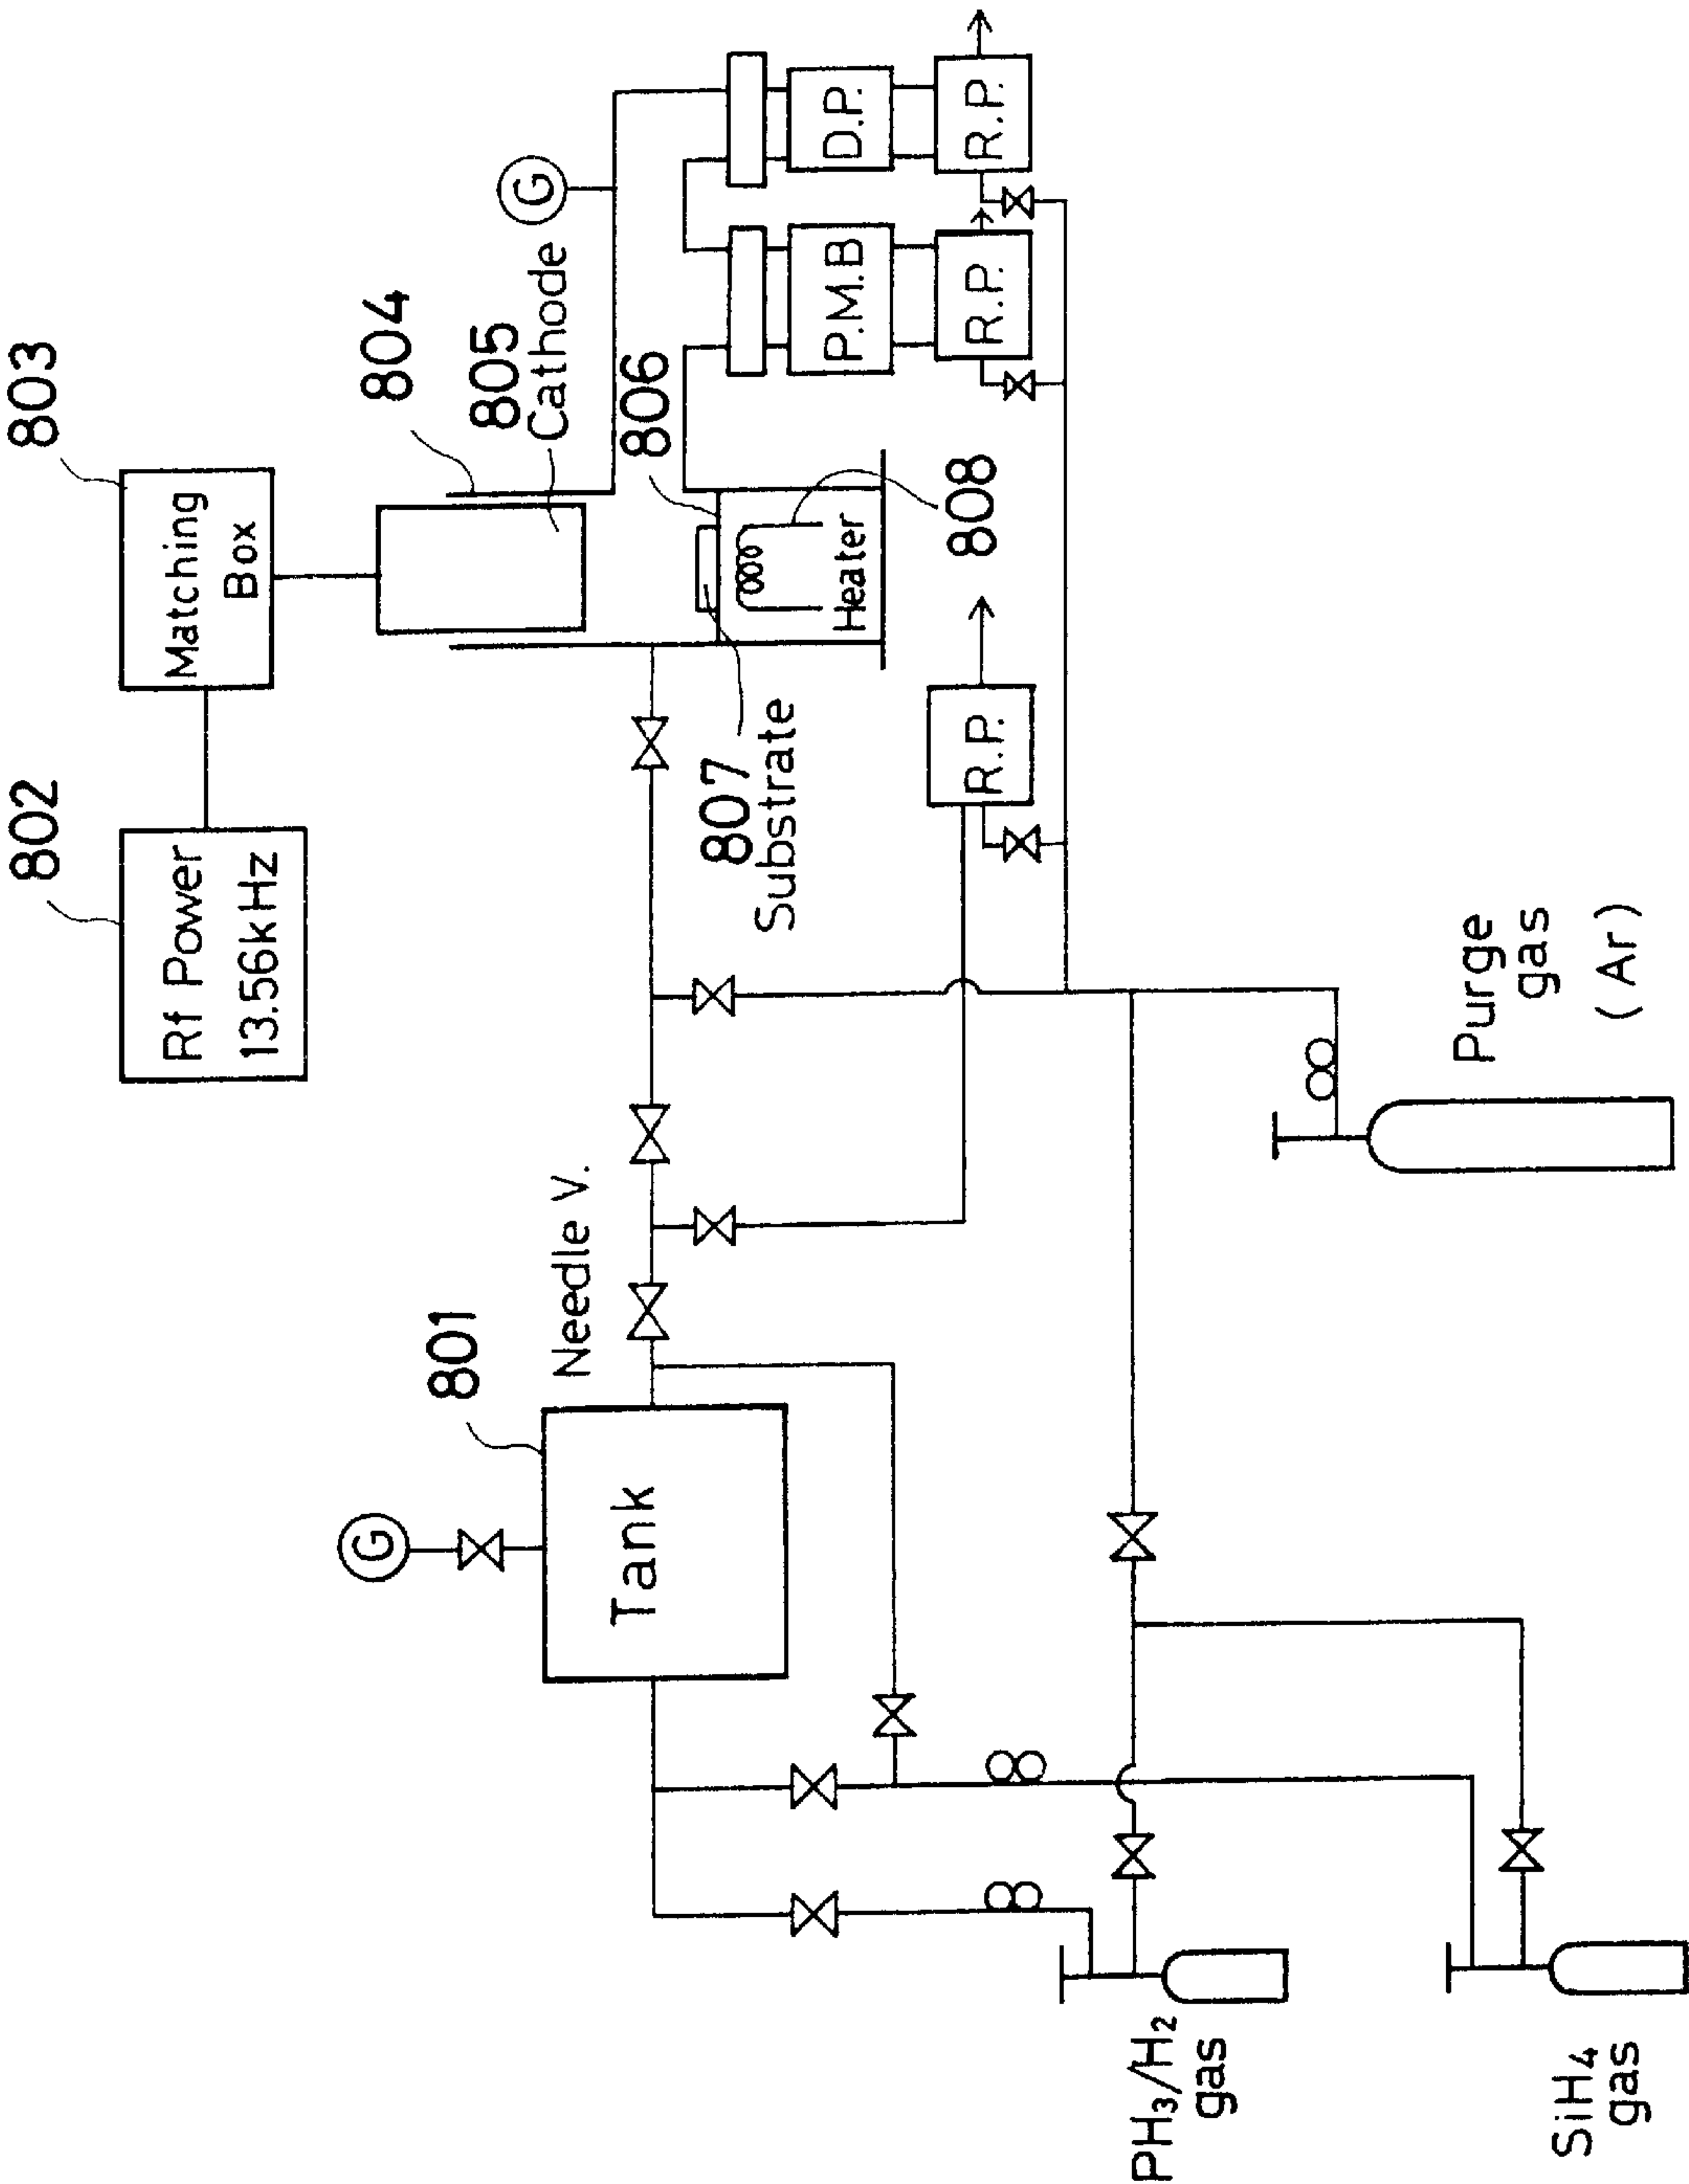 802
Rf Power
13.56kHz
803
Matching
Box
804
805
Cathode
G
806
807
Substrate
Heater
808
P.M.B
D.P.
R.P.
R.P.
R.P.
801
Tank
G
Needle V.
Purge
gas
(Ar)
PH₃/H₂
gas
SiH₄
gas